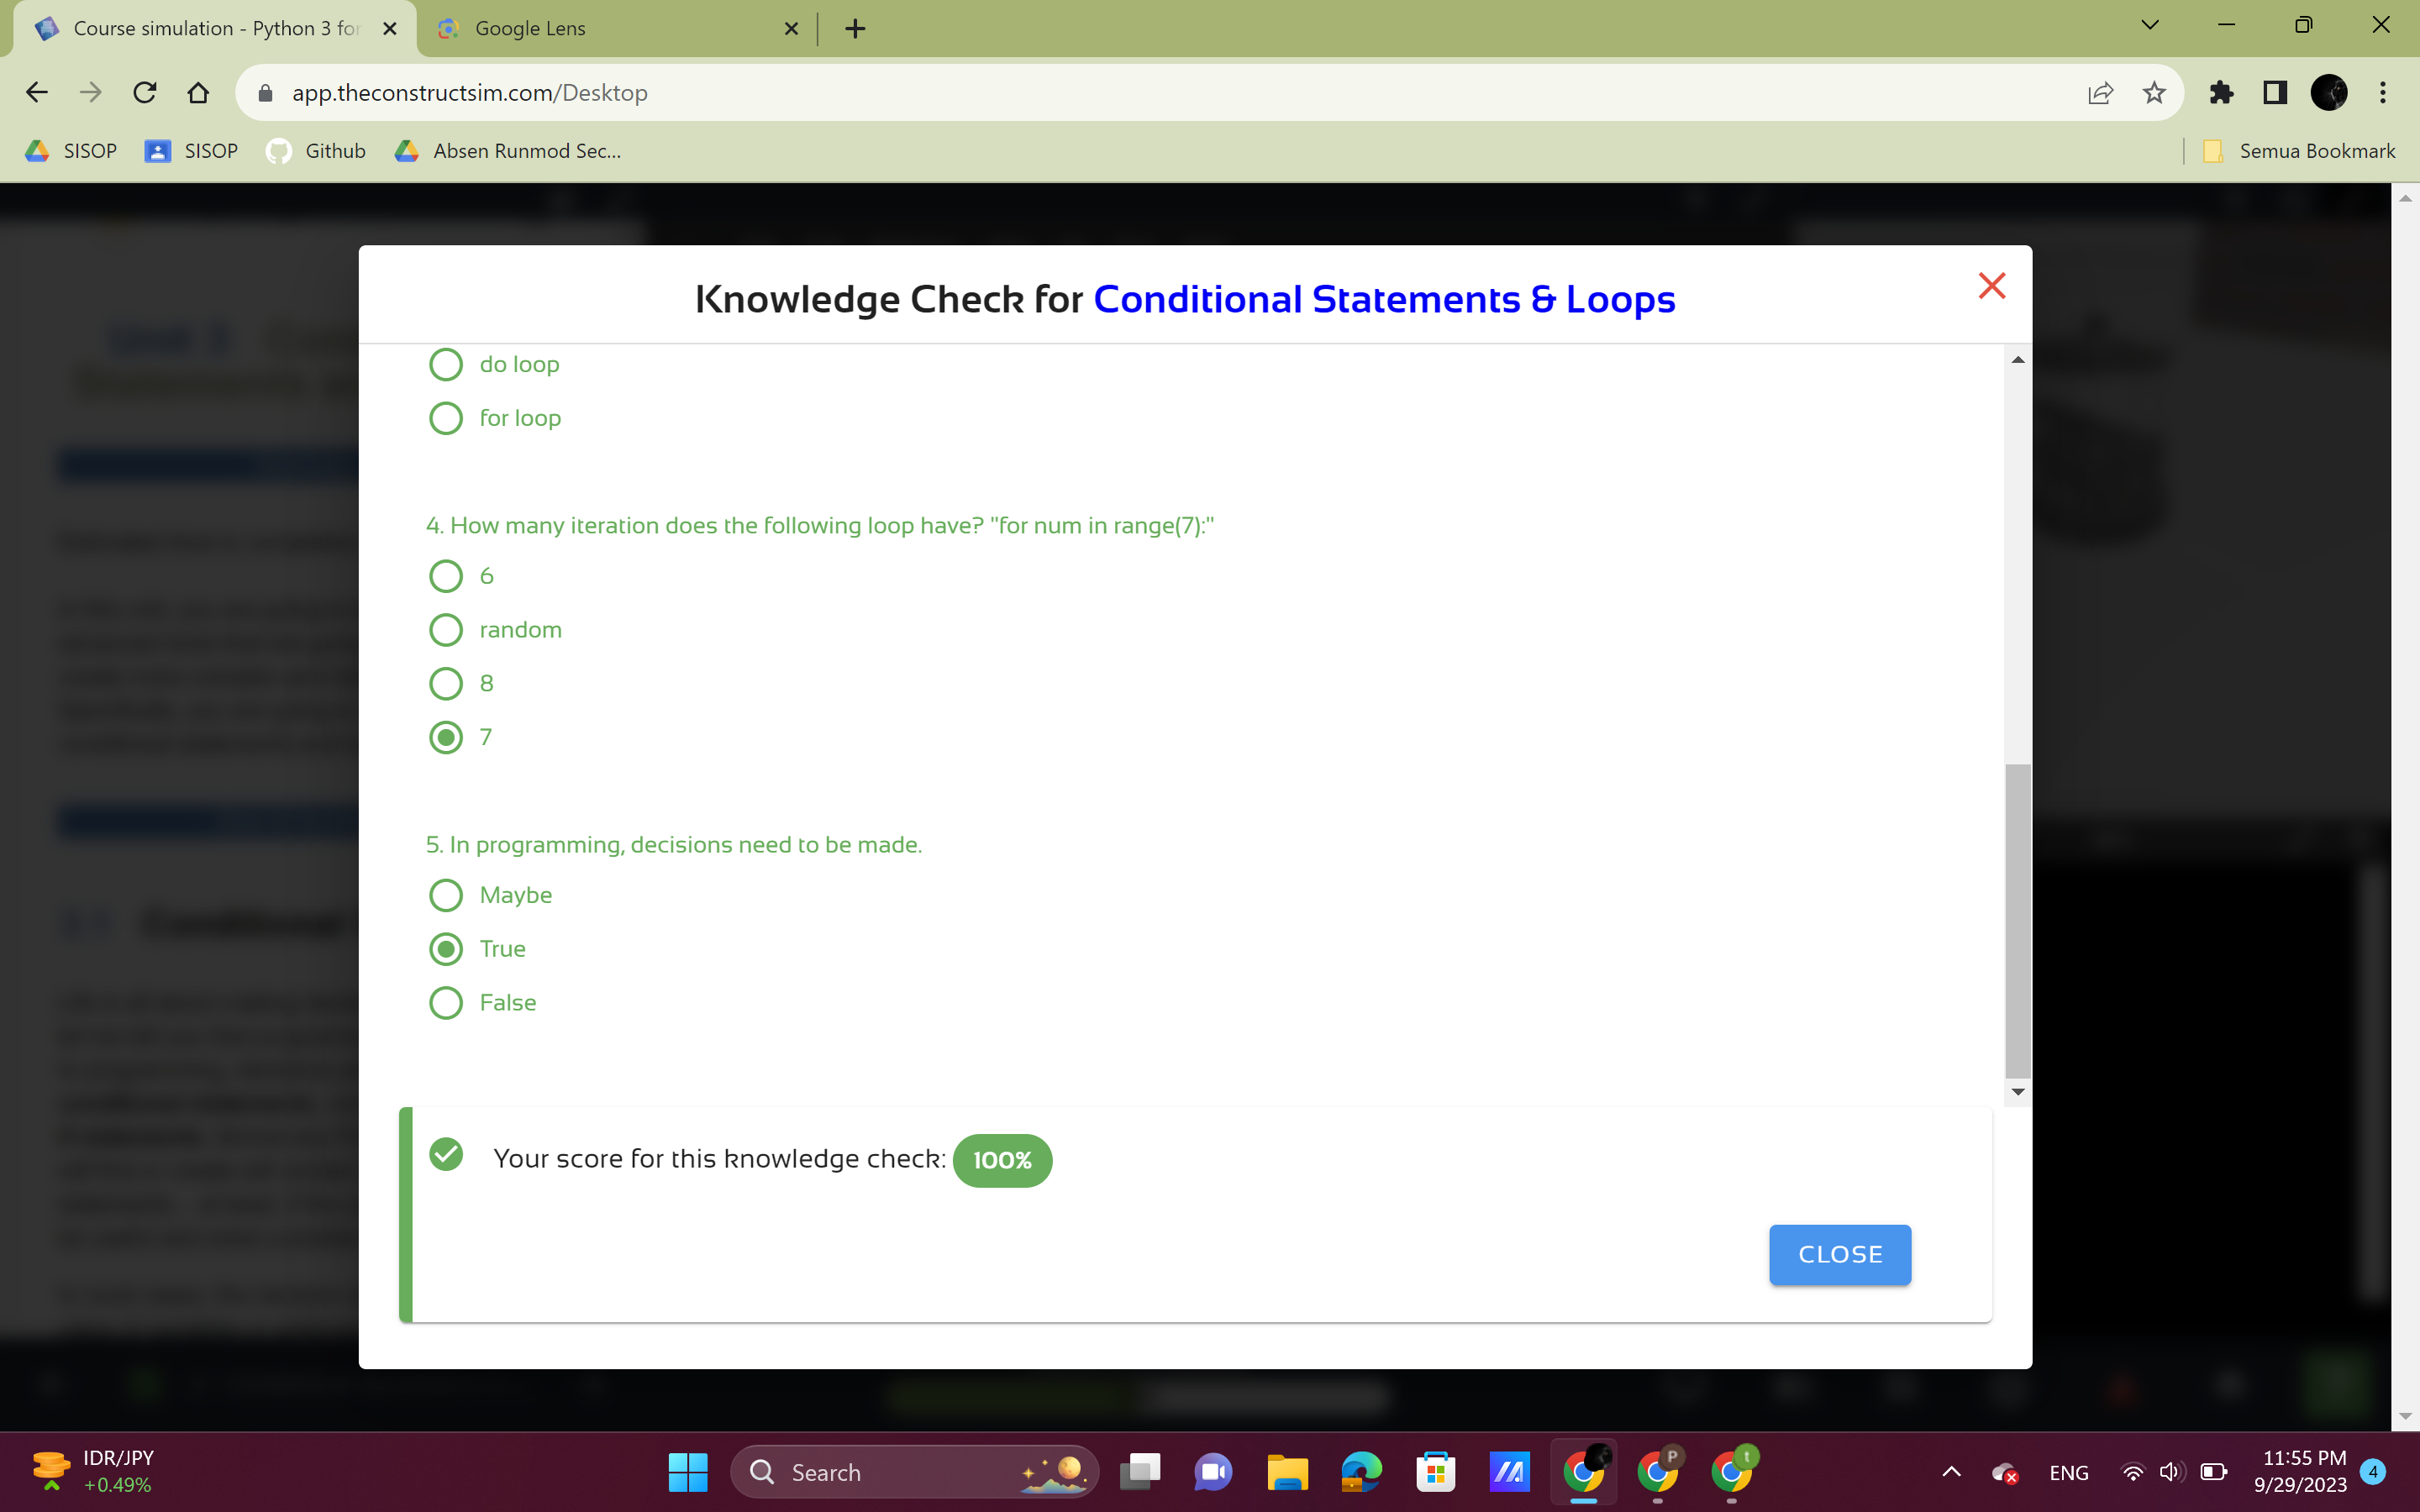 Course simulation - Python 3 for
Google Lens
app.theconstructsim.com/Desktop
SISOP
SISOP
Github
Absen Runmod Sec...
Semua Bookmark
Knowledge Check for Conditional Statements & Loops
do loop
for loop
4. How many iteration does the following loop have? "for num in range(7):"
6
random
8
7
5. In programming, decisions need to be made.
Maybe
True
False
Your score for this knowledge check: 100%
CLOSE
IDR/JPY
+0.49%
Search
P
t
ENG
11:55 PM
9/29/2023
4